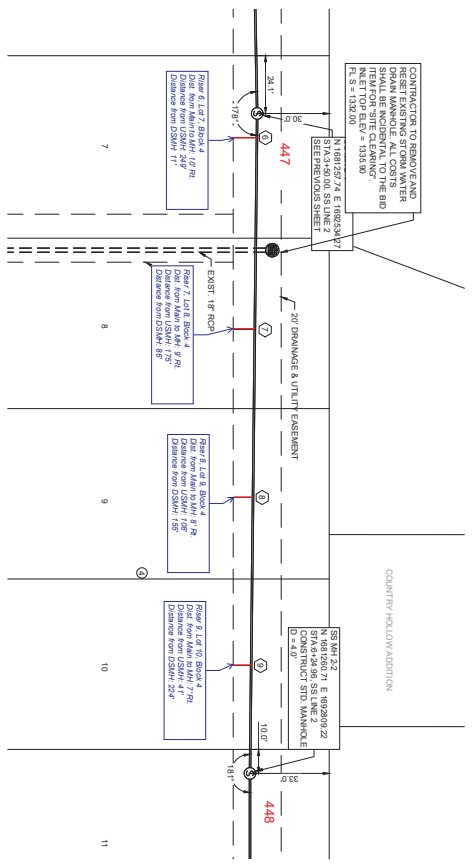 CONTRACTOR TO REMOVE AND
RESET EXISTING STORM WATER
DRAIN MANHOLE. ALL COSTS
SHALL BE INCIDENTAL TO THE BID
ITEM FOR "SITE CLEARING".
INLET TOP ELEV = 1335.90
FL S = 1332.00
N 1681257.74 E 1692534.27
STA:3+50.00, SS LINE 2
SEE PREVIOUS SHEET
30.0'
24.1'
178°
S
6
447
Riser 6, Lot 7, Block 4
Dist. from Main to MH: 10' Rt.
Distance from USMH: 249'
Distance from DSMH: 11'
7
EXIST. 18" RCP
20' DRAINAGE & UTILITY EASEMENT
7
Riser 7, Lot 8, Block 4
Dist. from Main to MH: 9' Rt.
Distance from USMH: 175'
Distance from DSMH: 86'
8
8
Riser 8, Lot 9, Block 4
Dist. from Main to MH: 8' Rt.
Distance from USMH: 108'
Distance from DSMH: 155'
9
4
COUNTRY HOLLOW ADDITION
SS MH 2-2
N 1681260.71 E 1692809.22
STA:6+24.96, SS LINE 2
CONSTRUCT STD. MANHOLE
D = 4.0'
9
Riser 9, Lot 10, Block 4
Dist. from Main to MH: 7' Rt.
Distance from USMH: 41'
Distance from DSMH: 224'
10
10.0'
33.0'
S
181°
448
11